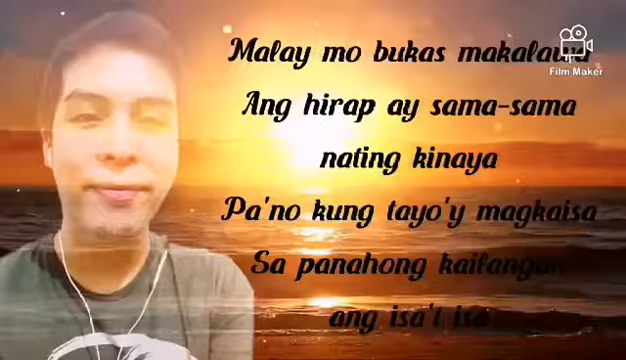 Malay mo bukas makalawa
Film Maker
Ang hirap ay sama-sama
nating kinaya
Pa'no kung tayo'y magkaisa
Sa panahong kailangan
ang isa't isa